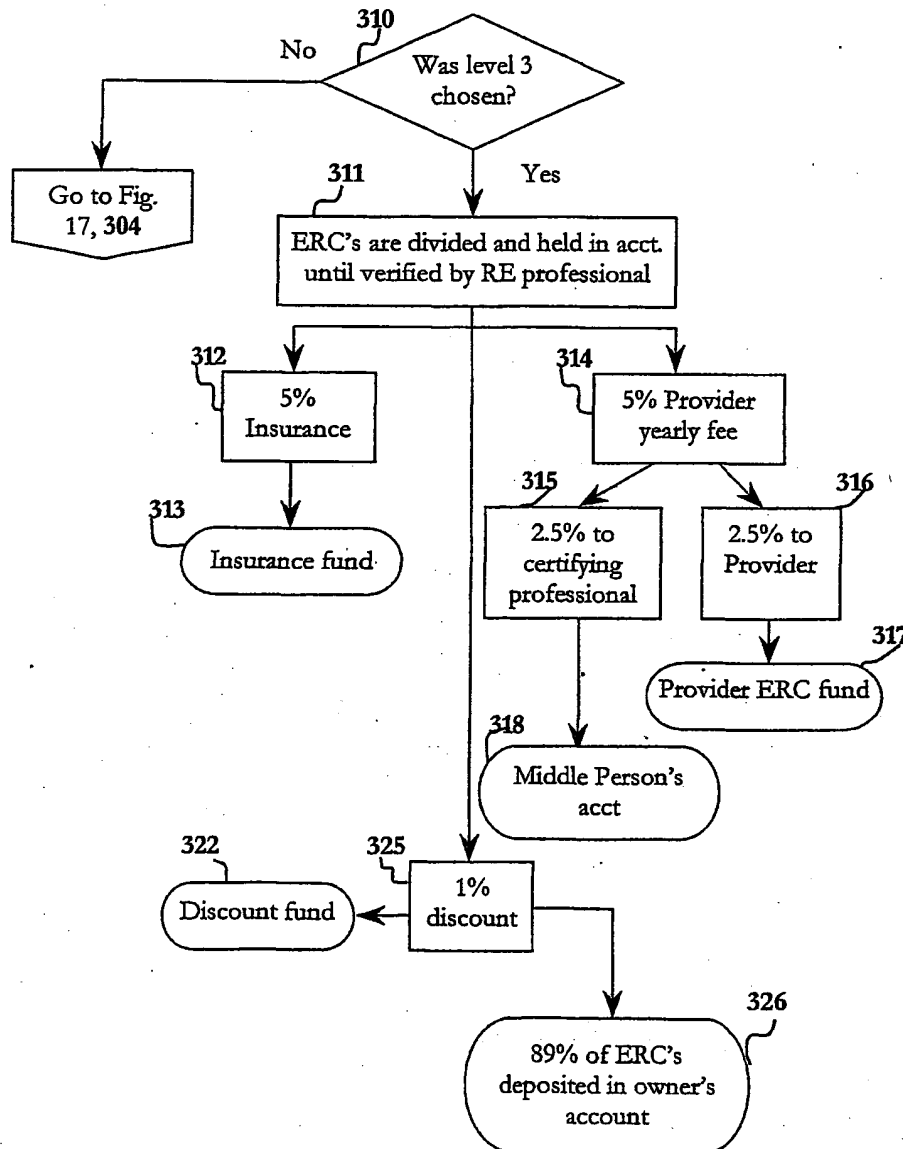 310
No
Was level 3
chosen?
Yes
311
Go to Fig.
17, 304
ERC's are divided and held in acct.
until verified by RE professional
312
5%
Insurance
314
5% Provider
yearly fee
313
Insurance fund
315
2.5% to
certifying
professional
316
2.5% to
Provider
317
Provider ERC fund
318
Middle Person's
acct
322
Discount fund
325
1%
discount
326
89% of ERC's
deposited in owner's
account